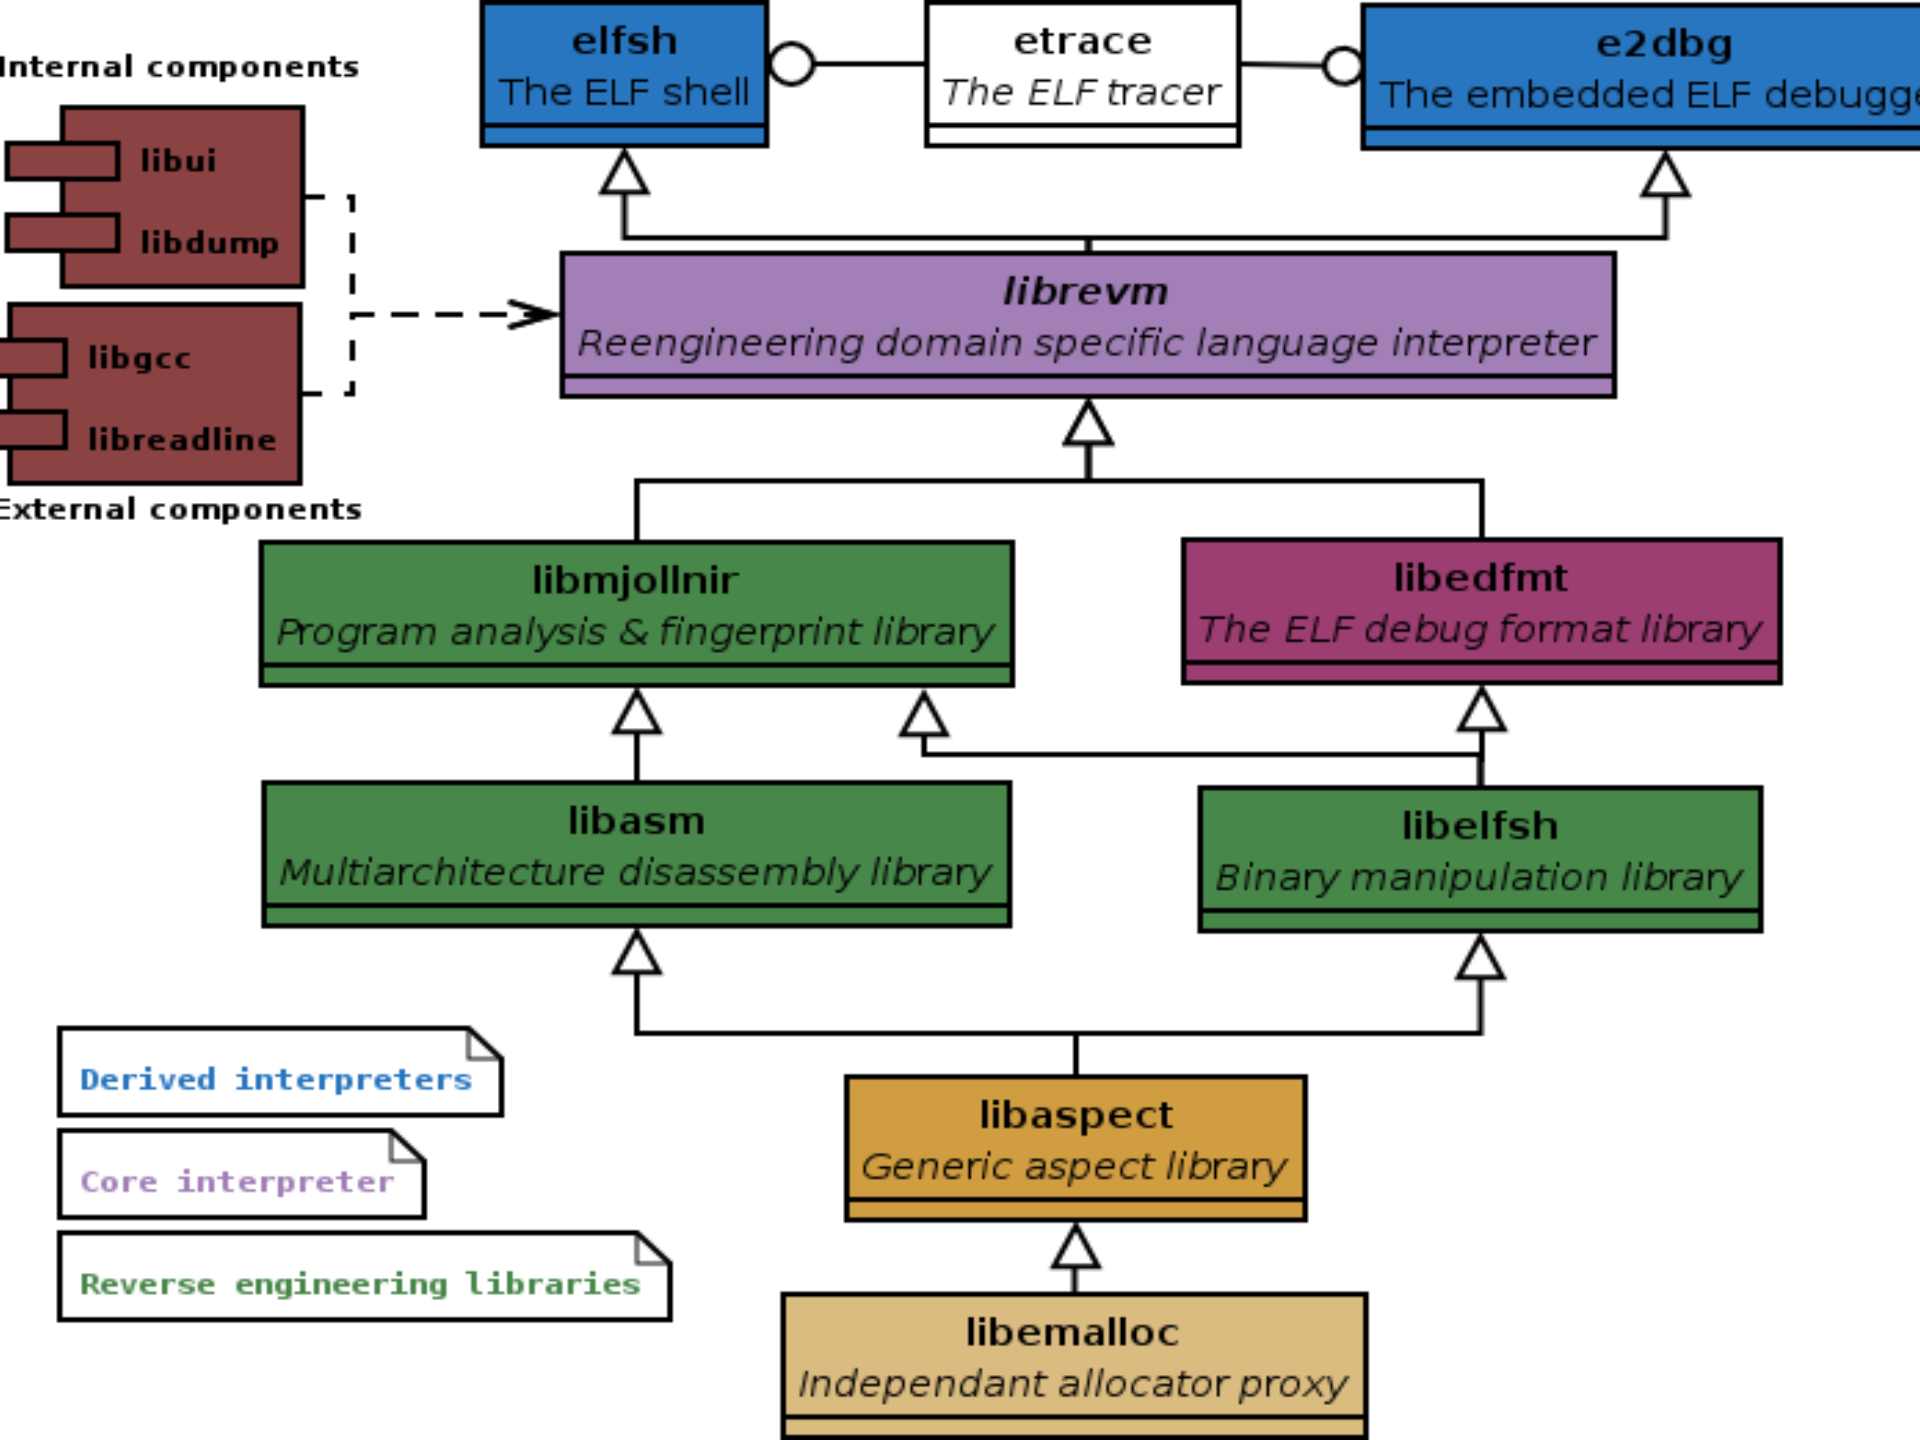 elfsh
The ELF shell
etrace
The ELF tracer
e2dbg
The embedded ELF
Internal components
libui
libdump
libgcc
libreadline
External components
librevm
Reengineering domain specific language interpreter
libmjollnir
Program analysis & fingerprint library
libedfmt
The ELF debug format library
libasm
Multiarchitecture disassembly library
libelfsh
Binary manipulation library
Derived interpreters
Core interpreter
Reverse engineering libraries
libaspect
Generic aspect library
libemalloc
Independant allocator proxy